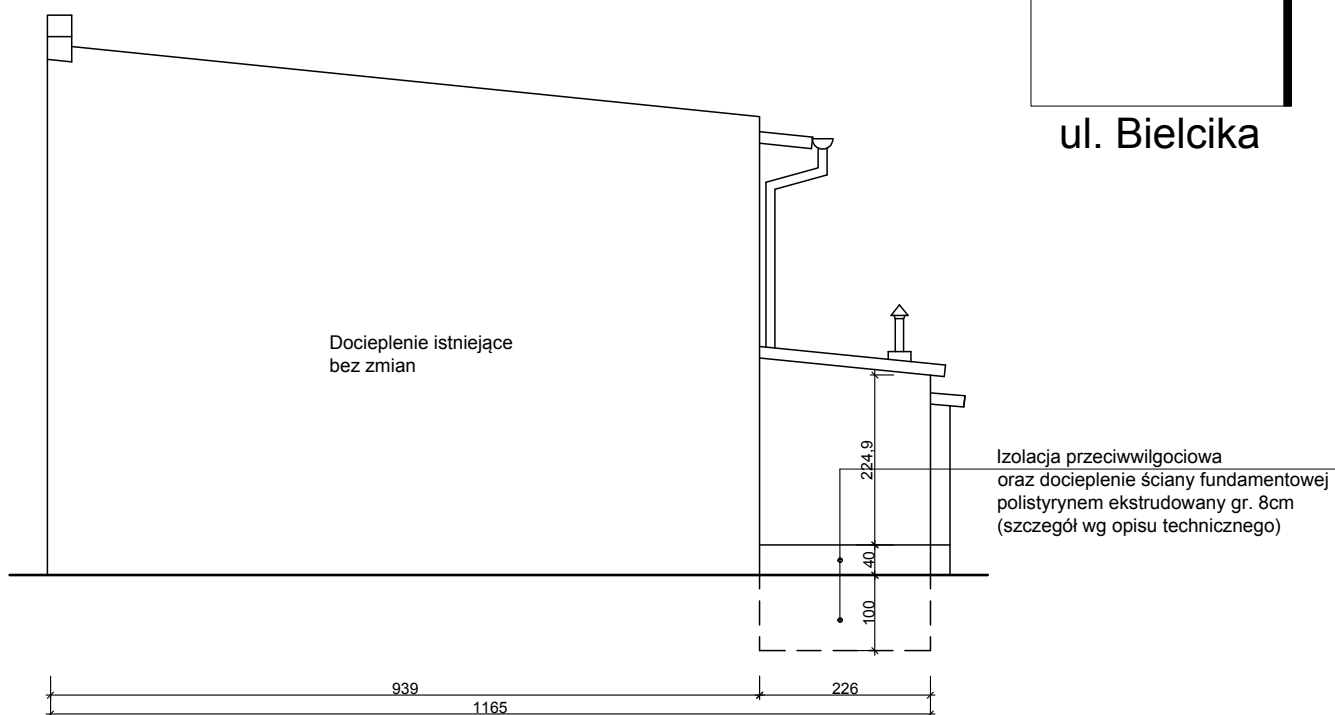 ul. Bielcika
Docieplenie istniejące
bez zmian
224,9
40
100
Izolacja przeciwwilgociowa
oraz docieplenie ściany fundamentowej
polistyrynem ekstrudowany gr. 8cm
(szczegół wg opisu technicznego)
939
226
1165